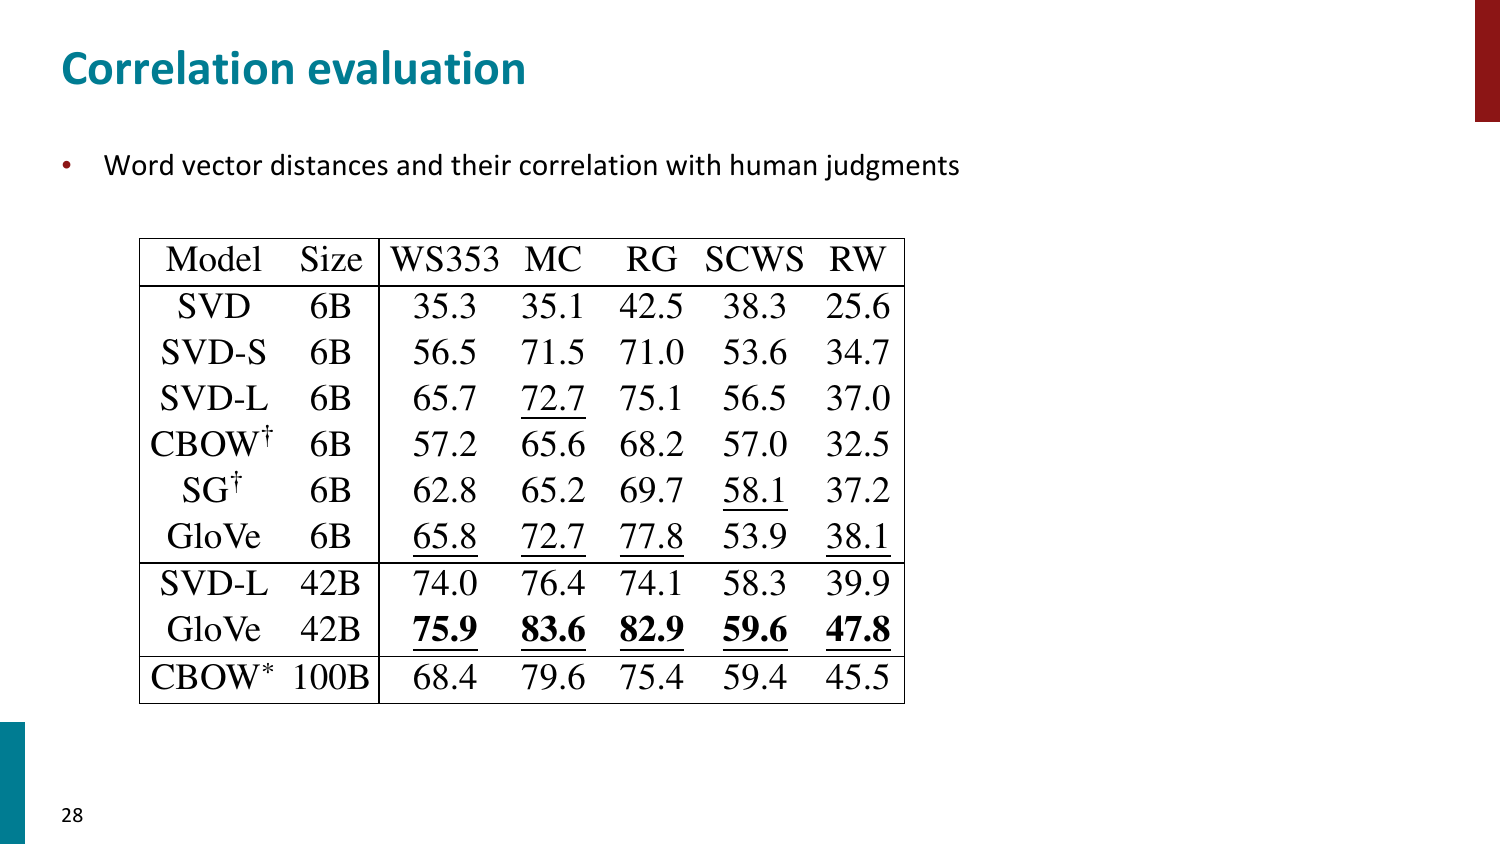 Correlation evaluation
• Word vector distances and their correlation with human judgments
Model Size WS353 MC RG SCWS RW
SVD 6B 35.3 35.1 42.5 38.3 25.6
SVD-S 6B 56.5 71.5 71.0 53.6 34.7
SVD-L 6B 65.7 72.7 75.1 56.5 37.0
CBOW† 6B 57.2 65.6 68.2 57.0 32.5
SG† 6B 62.8 65.2 69.7 58.1 37.2
GloVe 6B 65.8 72.7 77.8 53.9 38.1
SVD-L 42B 74.0 76.4 74.1 58.3 39.9
GloVe 42B 75.9 83.6 82.9 59.6 47.8
CBOW* 100B 68.4 79.6 75.4 59.4 45.5
28